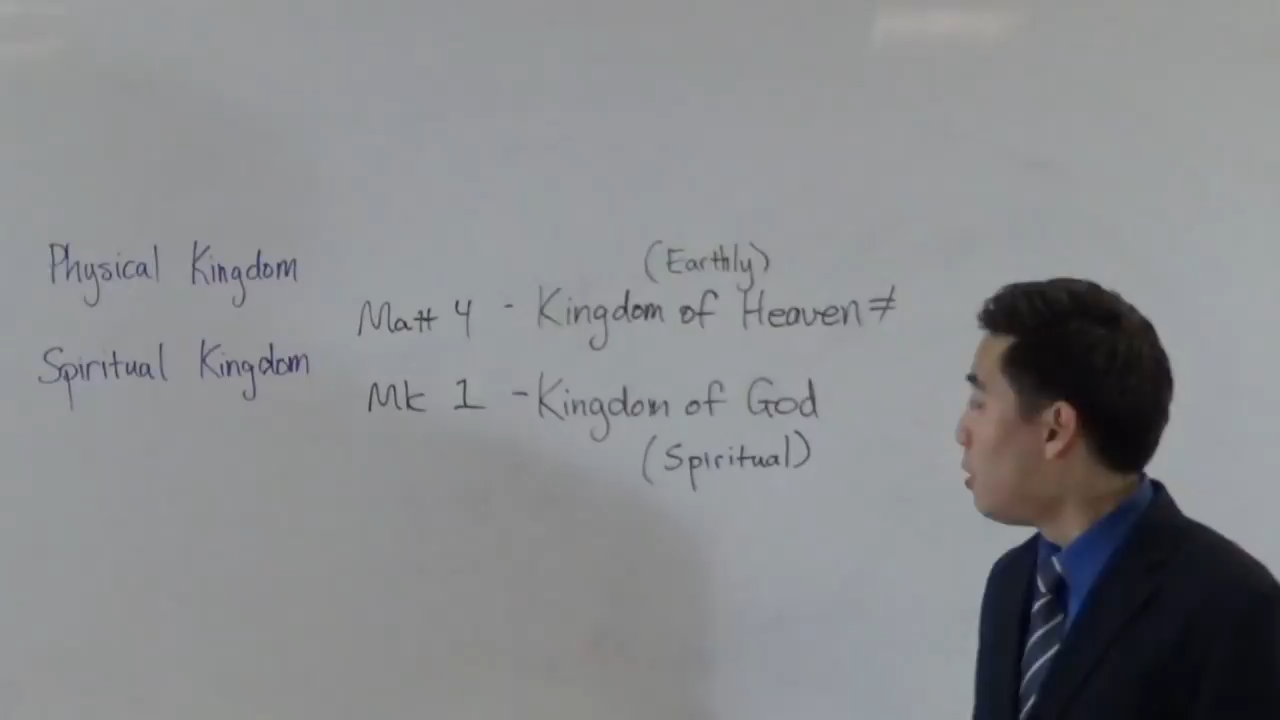 Physical Kingdom
Spiritual Kingdom
(Earthly)
Matt 4 - Kingdom of Heaven ≠
Mk 1 - Kingdom of God
(Spiritual)